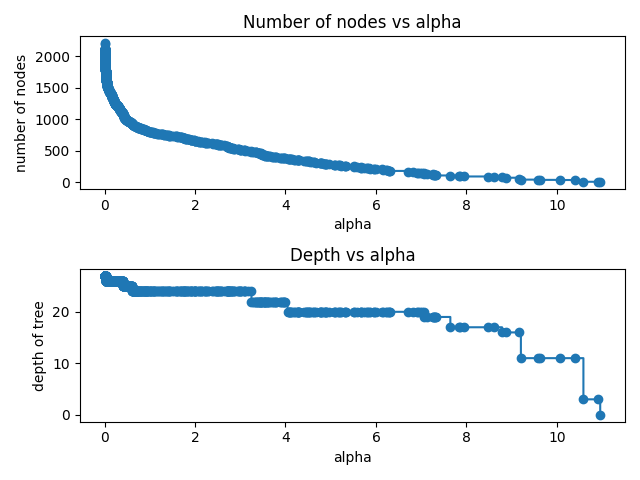 Number of nodes vs alpha
number of nodes
2000
1500
1000
500
0
0 2 4 6 8 10
alpha
Depth vs alpha
depth of tree
20
10
0
0 2 4 6 8 10
alpha